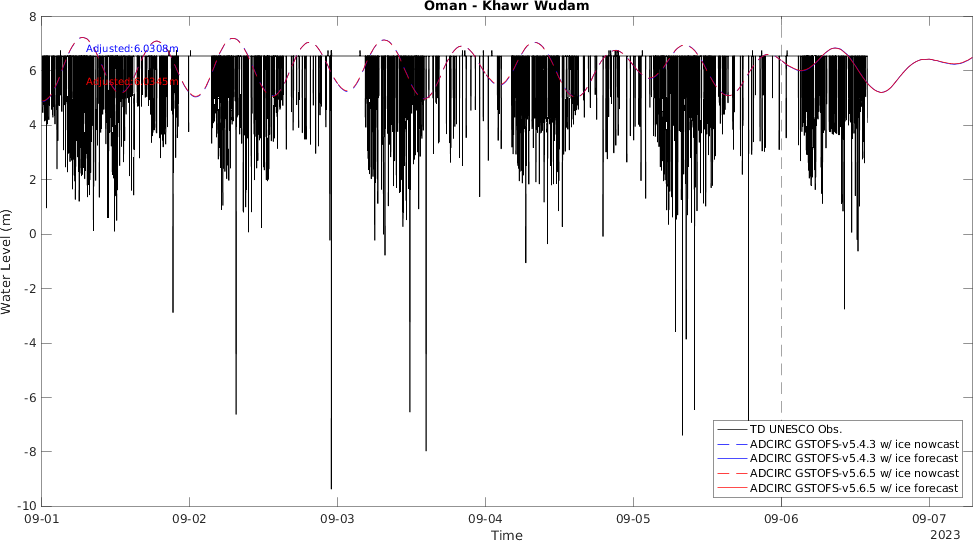 Oman - Khawr Wudam
8
Adjusted:6.0308m
6
Adjusted:6.0345m
4
2
0
Water Level (m)
-2
-4
-6
-8
-10
TD UNESCO Obs.
ADCIRC GSTOFS-v5.4.3 w/ ice nowcast
ADCIRC GSTOFS-v5.4.3 w/ ice forecast
ADCIRC GSTOFS-v5.6.5 w/ ice nowcast
ADCIRC GSTOFS-v5.6.5 w/ ice forecast
09-01 09-02 09-03 09-04 09-05 09-06 09-07
Time
2023